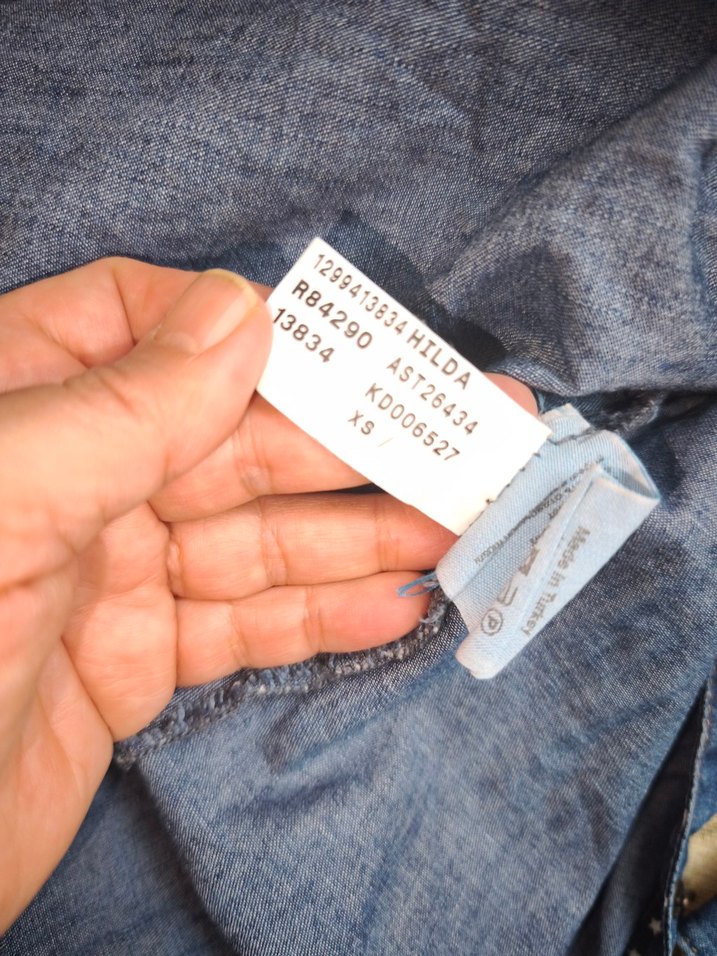 1299413834 HILDA
R84290 AST26434
13834 KD006527
XS /
Made in Turkey
P